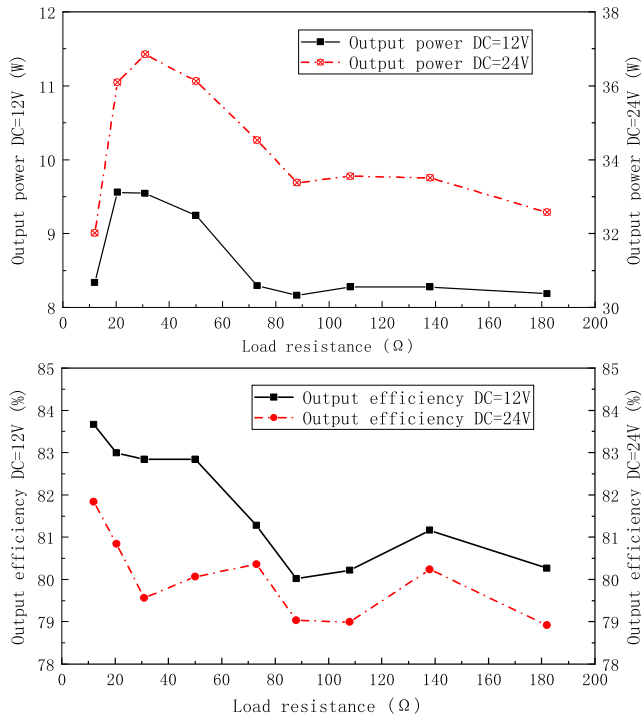 12
11
10
9
8
Output power DC=12V (W)
Output power DC=12V
Output power DC=24V
38
36
34
32
30
Output power DC=24V (W)
0 20 40 60 80 100 120 140 160 180 200
Load resistance (Ω)
85
84
83
82
81
80
79
78
Output efficiency DC=12V (%)
Output efficiency DC=12V
Output efficiency DC=24V
85
84
83
82
81
80
79
78
Output efficiency DC=24V (%)
0 20 40 60 80 100 120 140 160 180 200
Load resistance (Ω)